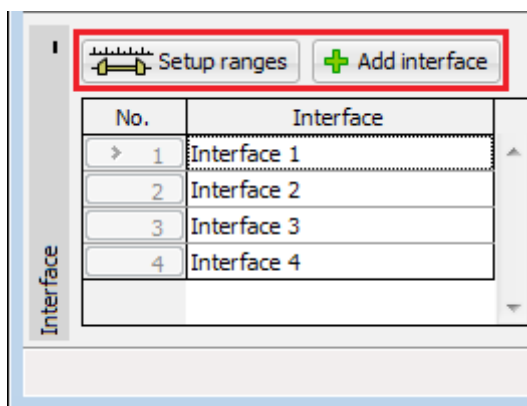 Setup ranges
Add interface
No. Interface
1 Interface 1
2 Interface 2
3 Interface 3
4 Interface 4
Interface